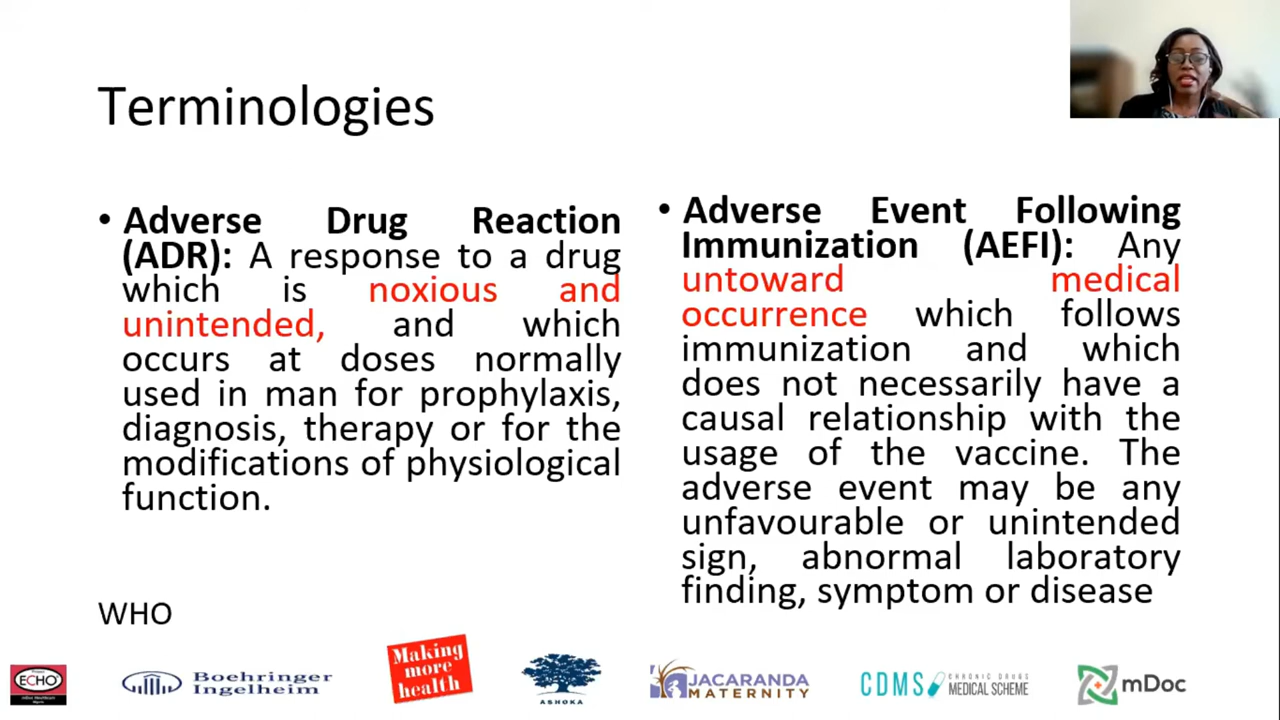 Terminologies
• Adverse Drug Reaction
(ADR): A response to a drug
which is noxious and
unintended, and which
occurs at doses normally
used in man for prophylaxis,
diagnosis, therapy or for the
modifications of physiological
function.
• Adverse Event Following
Immunization (AEFI): Any
untoward medical
occurrence which follows
immunization and which
does not necessarily have a
causal relationship with the
usage of the vaccine. The
adverse event may be any
unfavourable or unintended
sign, abnormal laboratory
finding, symptom or disease
WHO
ECHO
Boehringer
Ingelheim
Making
more
health
ASHOKA
JACARANDA
MATERNITY
CDMS
CHRONIC DRUGS
MEDICAL SCHEME
mDoc